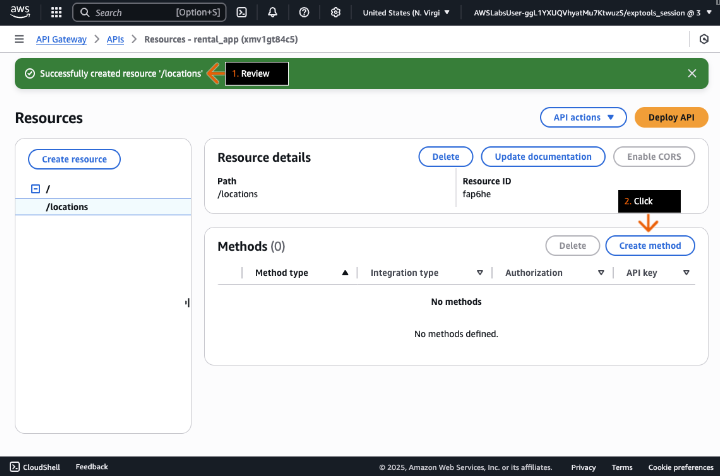 aws
Search [Option+S]
United States (N. Virgi
AWSLabsUser-ggL1YXUQVhyatMu7KtwuzS/exptools_session @ 3
API Gateway > APIs > Resources - rental_app (xmv1gt84c5)
Successfully created resource '/locations'
1. Review
Resources
API actions
Deploy API
Create resource
/
/locations
Resource details
Delete
Update documentation
Enable CORS
Path
/locations
Resource ID
fap6he
2. Click
Methods (0)
Delete
Create method
Method type
Integration type
Authorization
API key
No methods
No methods defined.
CloudShell
Feedback
© 2025, Amazon Web Services, Inc. or its affiliates.
Privacy
Terms
Cookie preferences